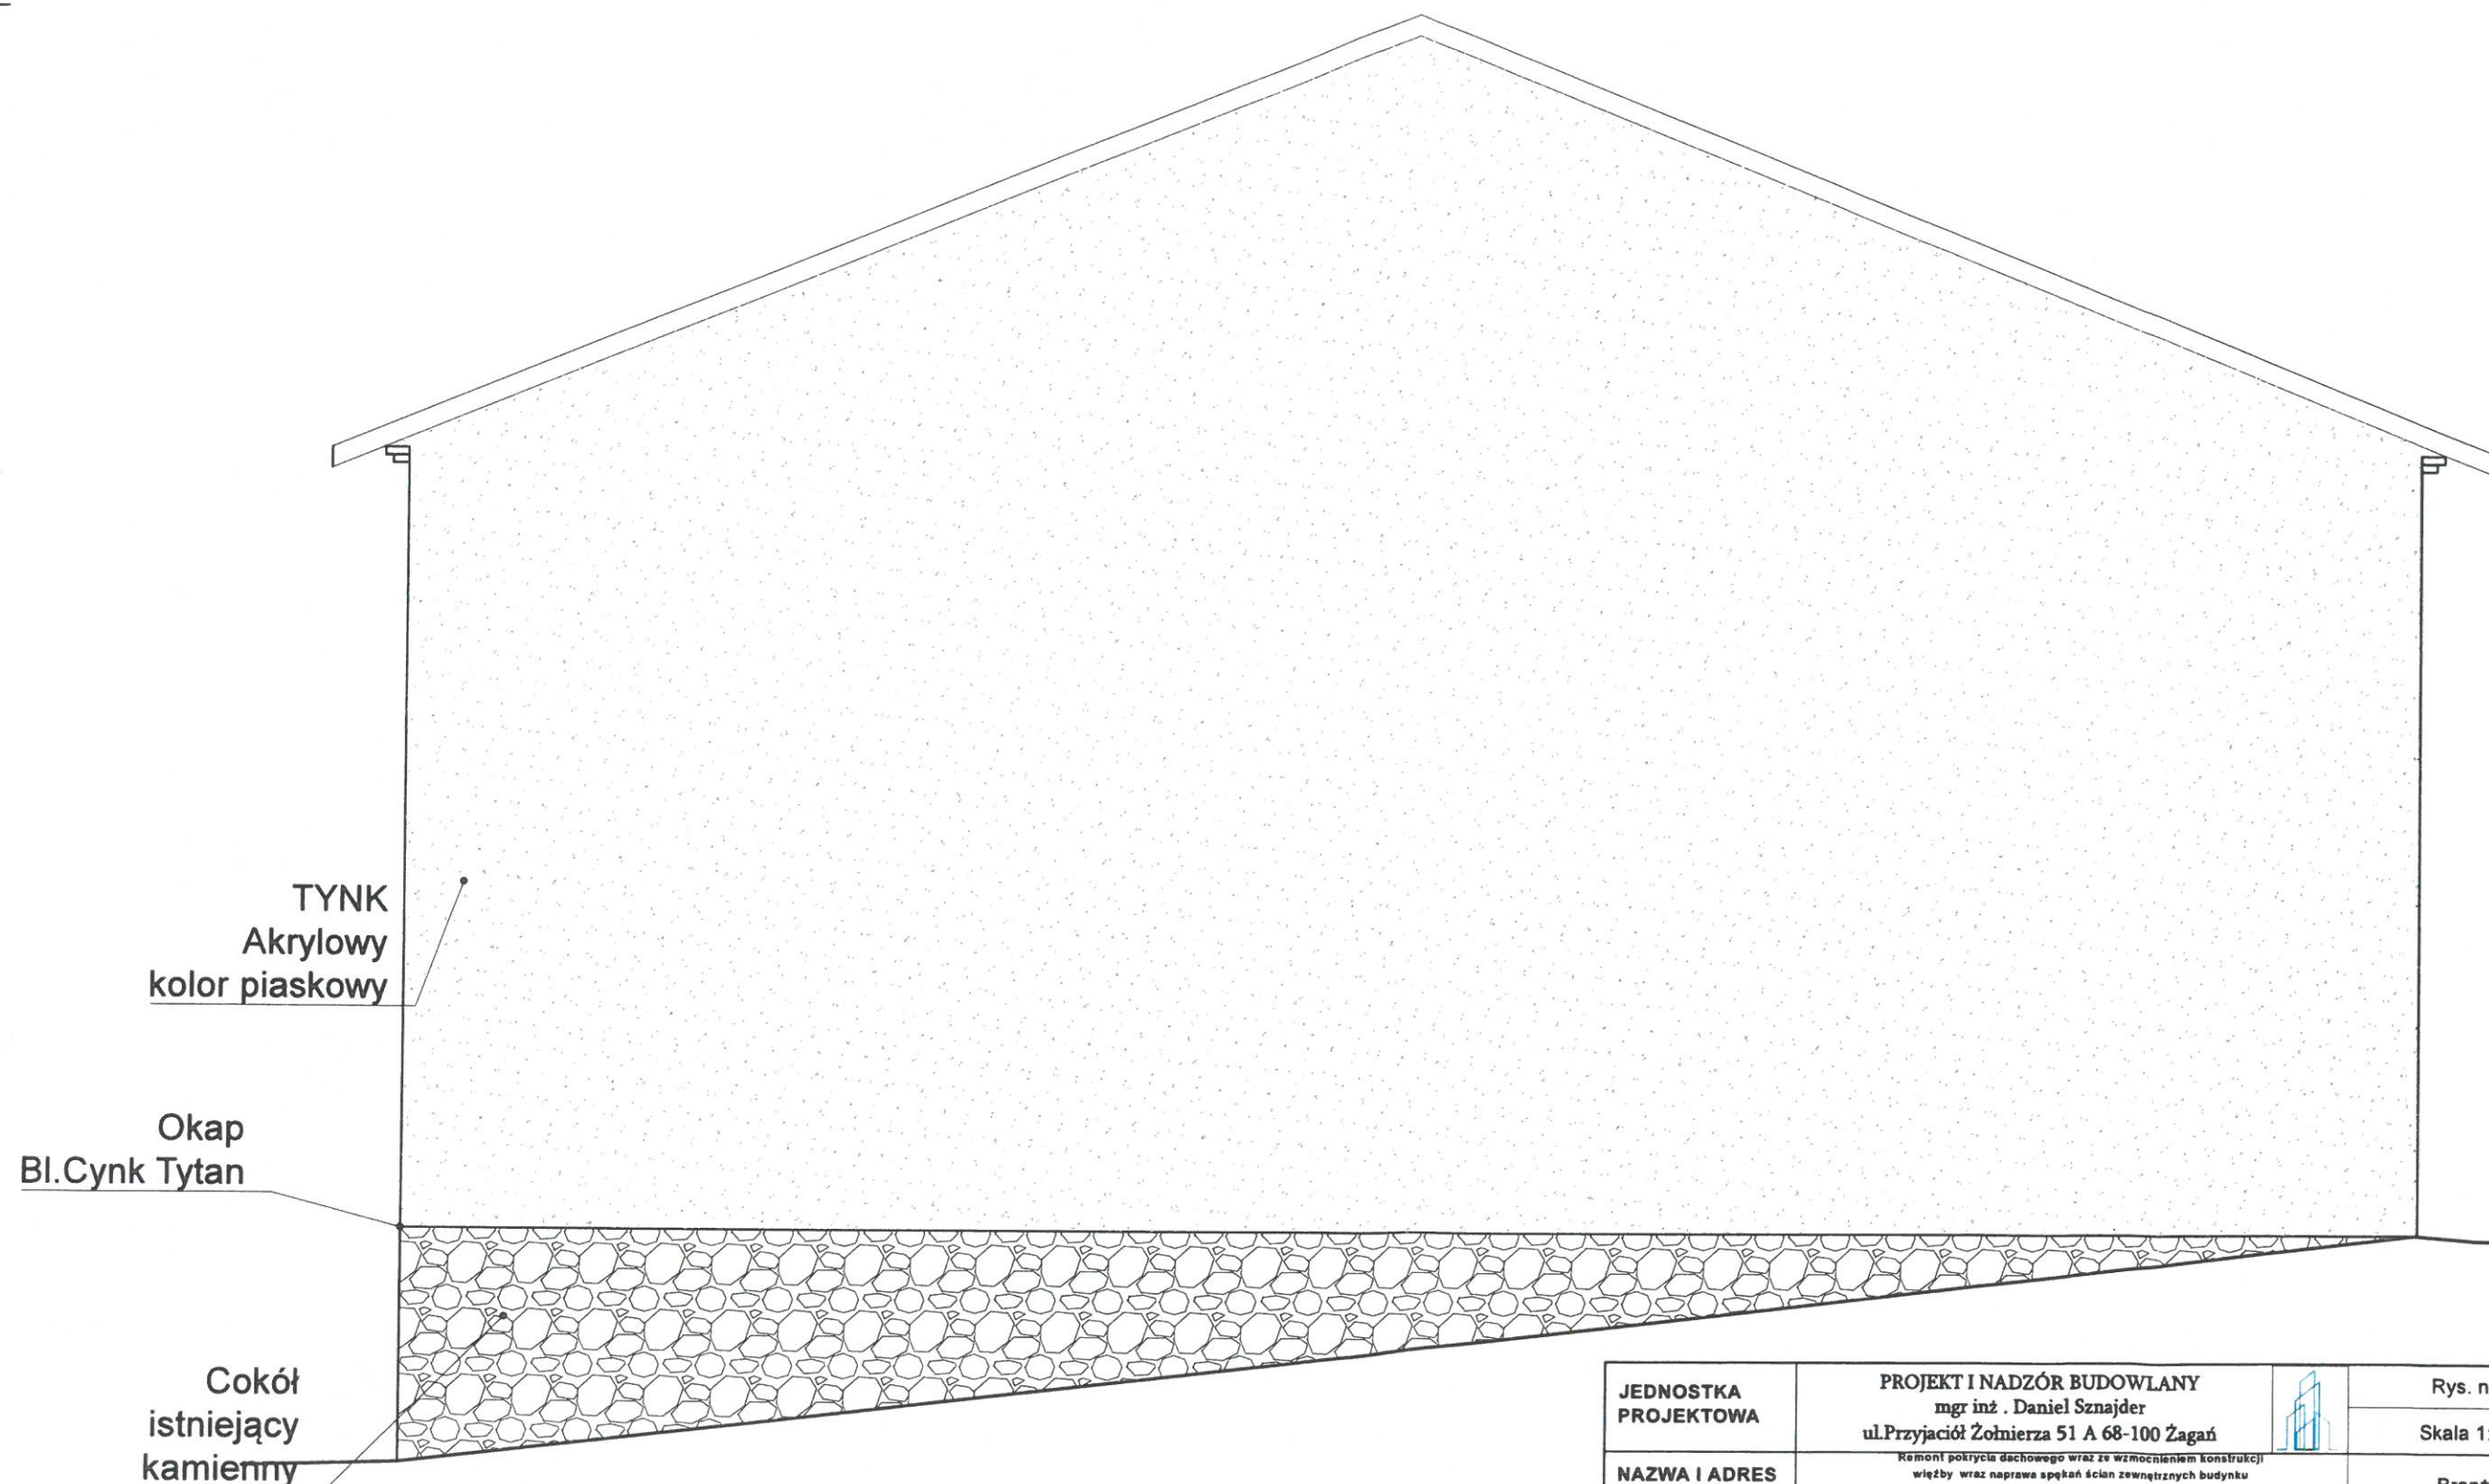 TYNK
Akrylowy
kolor piaskowy
Okap
Bl.Cynk Tytan
Cokół
istniejący
kamienny
JEDNOSTKA
PROJEKTOWA
PROJEKT I NADZÓR BUDOWLANY
mgr inż . Daniel Sznajder
ul.Przyjaciół Żołnierza 51 A 68-100 Żagań
Rys. n
Skala 1:
NAZWA I ADRES
Remont pokrycia dachowego wraz ze wzmocnieniem konstrukcji
więźby wraz naprawa spękań ścian zewnętrznych budynku